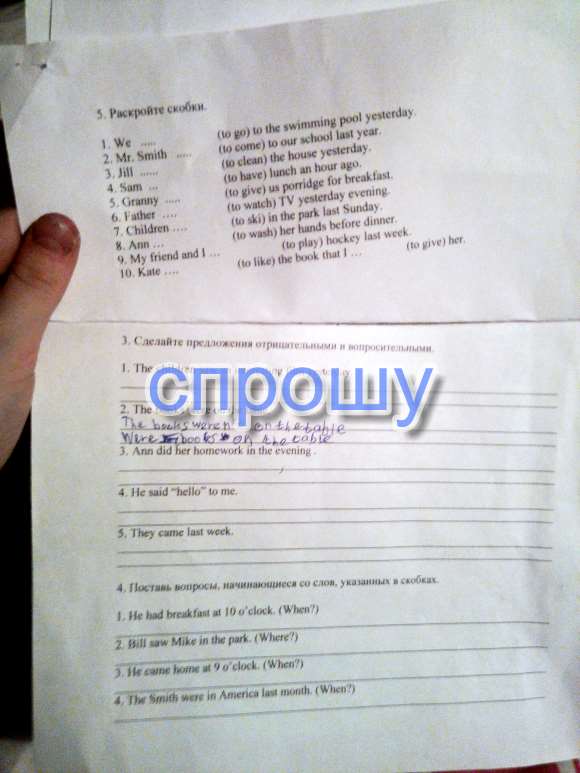 5. Раскройте скобки.
1. We ..... (to go) to the swimming pool yesterday.
2. Mr. Smith ..... (to come) to our school last year.
3. Jill ...... (to clean) the house yesterday.
4. Sam ... (to have) lunch an hour ago.
5. Granny ..... (to give) us porridge for breakfast.
6. Father .... (to watch) TV yesterday evening.
7. Children .... (to ski) in the park last Sunday.
8. Ann ... (to wash) her hands before dinner.
9. My friend and I ... (to play) hockey last week.
10. Kate .... (to like) the book that I ... (to give) her.
3. Сделайте предложения отрицательными и вопросительными.
1. The
спрошу
2. The
The books weren on the table
Were books on the table
3. Ann did her homework in the evening .
4. He said “hello” to me.
5. They came last week.
4. Поставь вопросы, начинающиеся со слов, указанных в скобках.
1. He had breakfast at 10 o’clock. (When?)
2. Bill saw Mike in the park. (Where?)
3. He came home at 9 o’clock. (When?)
4. The Smith were in America last month. (When?)